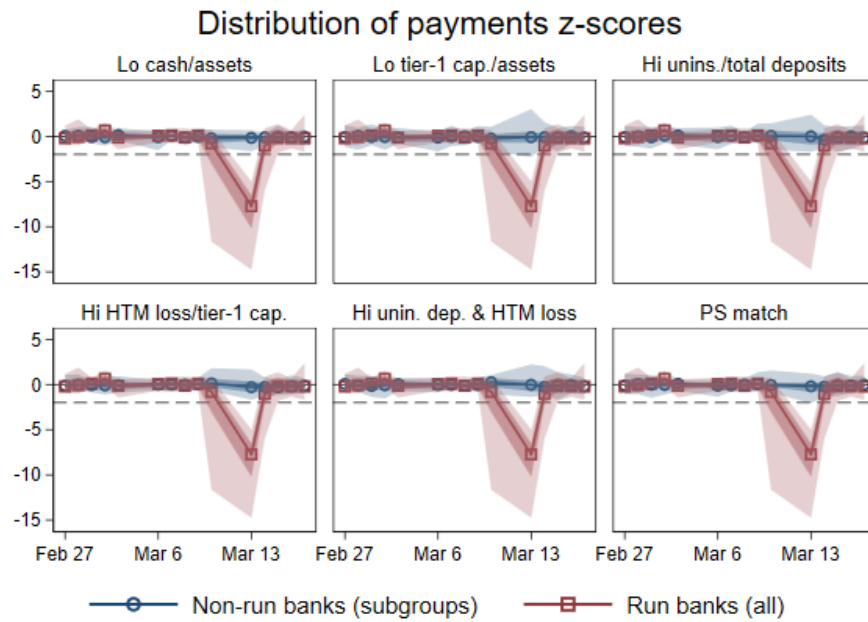 Distribution of payments z-scores
Lo cash/assets Lo tier-1 cap./assets Hi unins./total deposits
5
0
-5
-10
-15
Hi HTM loss/tier-1 cap. Hi unin. dep. & HTM loss PS match
5
0
-5
-10
-15
Feb 27 Mar 6 Mar 13 Feb 27 Mar 6 Mar 13 Feb 27 Mar 6 Mar 13
Non-run banks (subgroups) Run banks (all)